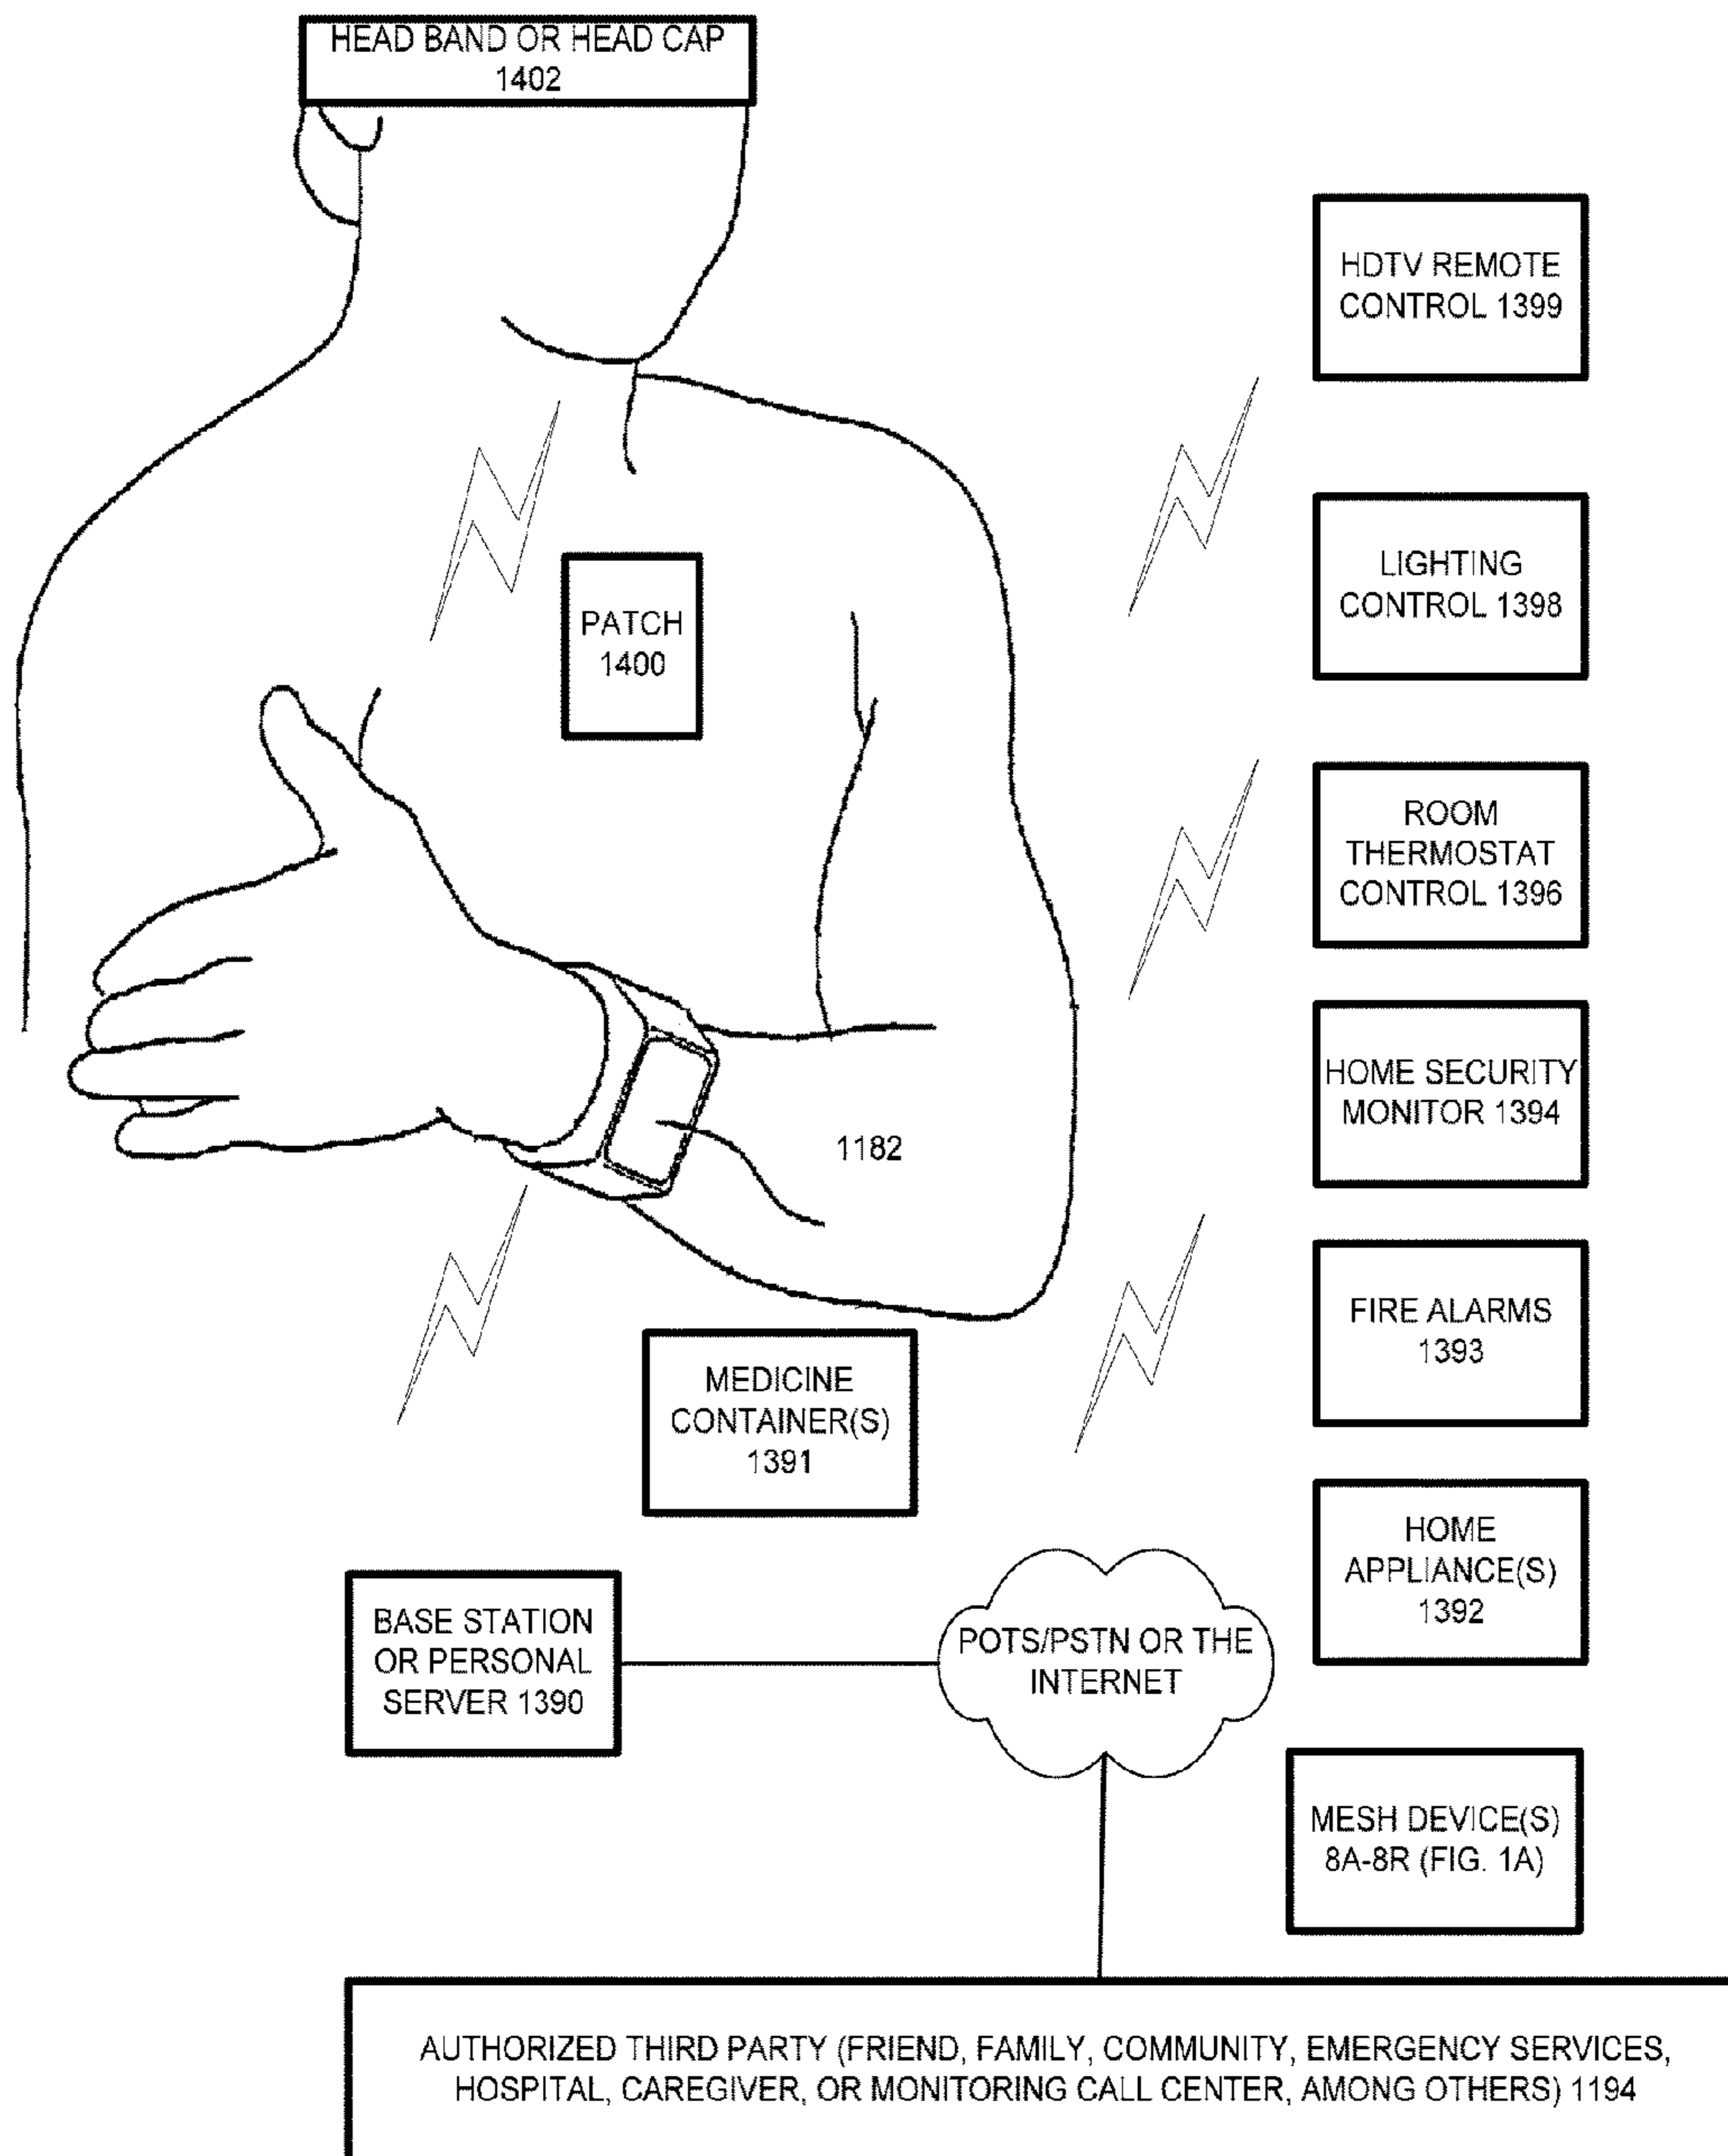 HEAD BAND OR HEAD CAP
1402
HDTV REMOTE
CONTROL 1399
LIGHTING
CONTROL 1398
PATCH
1400
ROOM
THERMOSTAT
CONTROL 1396
HOME SECURITY
MONITOR 1394
1182
FIRE ALARMS
1393
MEDICINE
CONTAINER(S)
1391
HOME
APPLIANCE(S)
1392
BASE STATION
OR PERSONAL
SERVER 1390
POTS/PSTN OR THE
INTERNET
MESH DEVICE(S)
8A-8R (FIG. 1A)
AUTHORIZED THIRD PARTY (FRIEND, FAMILY, COMMUNITY, EMERGENCY SERVICES,
HOSPITAL, CAREGIVER, OR MONITORING CALL CENTER, AMONG OTHERS) 1194